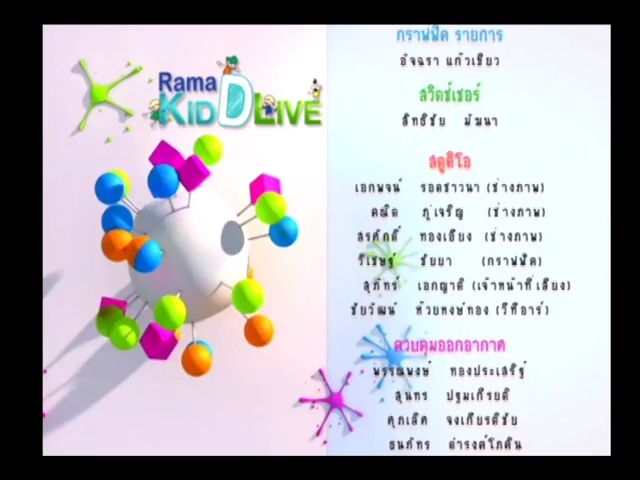 Rama
KIDDLIVE
กราฟฟิค รายการ
อัจฉรา แก้วเขียว
สวิตช์เชอร์
สิทธิชัย มัฆนา
สตูดิโอ
เอกพจน์ รอดชาวนา (ช่างภาพ)
คณิต ภู่เจริญ (ช่างภาพ)
สรศักดิ์ ทองเอียง (ช่างภาพ)
วิเชษฐ์ ชัยยา (กราฟฟิค)
สุภัทร์ เอกญาติ (เจ้าหน้าที่เสียง)
ชัยวัฒน์ ห้วยหงษ์ทอง (วีทีอาร์)
ควบคุมออกอากาศ
พรรณพงษ์ ทองประเสริฐ
สุนทร ปฐมเกียรติ
ศุภเลิศ จงเกียรติชัย
ธนภัทร ดำรงค์โภคิน